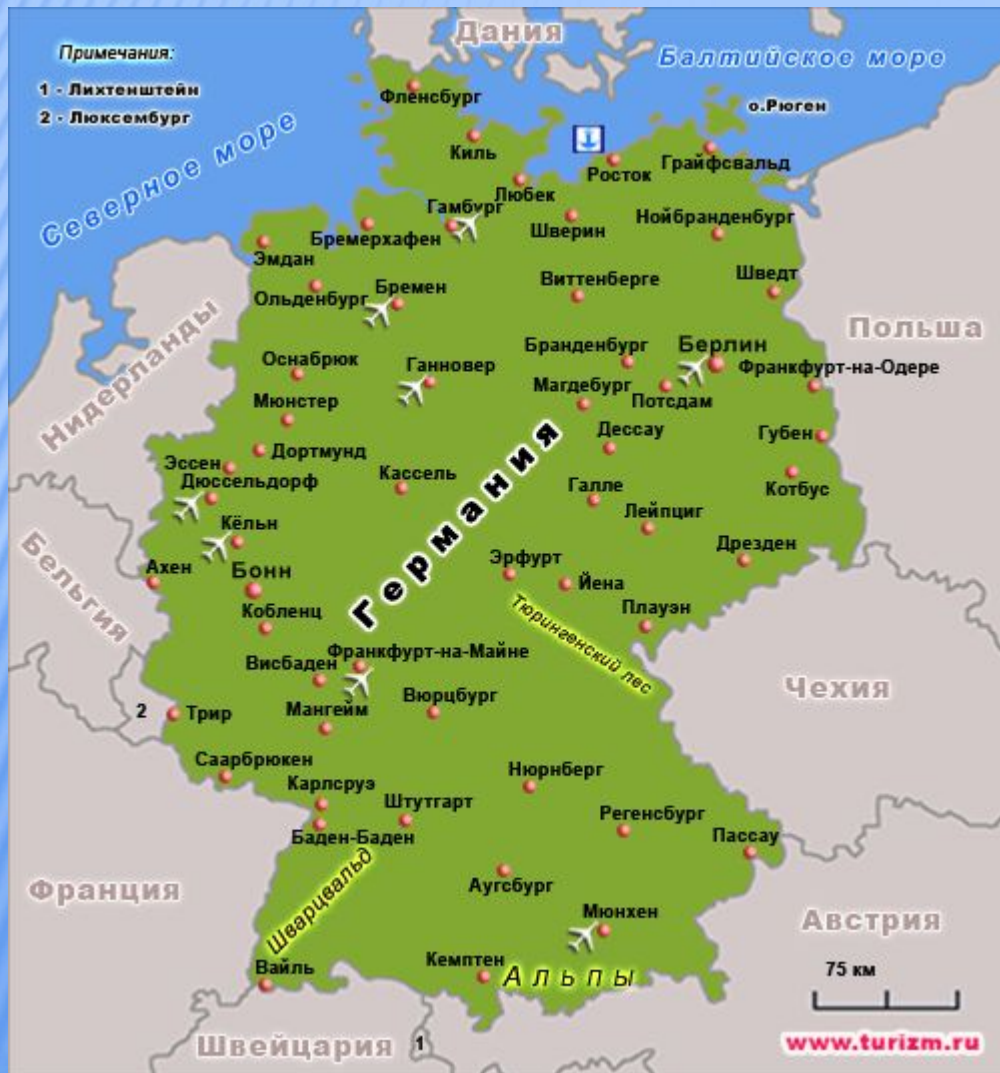 Дания
Примечания:
1 - Лихтенштейн
2 - Люксембург
Балтийское море
Северное море
о.Рюген
Фленсбург
Киль
Росток
Грайфсвальд
Любек
Гамбург
Шверин
Нойбранденбург
Бремерхафен
Эмдан
Ольденбург
Бремен
Виттенберге
Шведт
Нидерланды
Польша
Оснабрюк
Ганновер
Бранденбург
Берлин
Франкфурт-на-Одере
Магдебург
Потсдам
Мюнстер
Дортмунд
Дессау
Губен
Эссен
Дюссельдорф
Кассель
Германия
Галле
Котбус
Лейпциг
Кёльн
Бельгия
Ахен
Бонн
Эрфурт
Йена
Дрезден
Кобленц
Плауэн
Тюрингенский лес
Франкфурт-на-Майне
Висбаден
Чехия
2
Трир
Мангейм
Вюрцбург
Саарбрюкен
Карлсруэ
Штутгарт
Нюрнберг
Регенсбург
Баден-Баден
Пассау
Франция
Шварцвальд
Аугсбург
Мюнхен
Австрия
Вайль
Кемптен
Альпы
75 км
Швейцария
1
www.turizm.ru